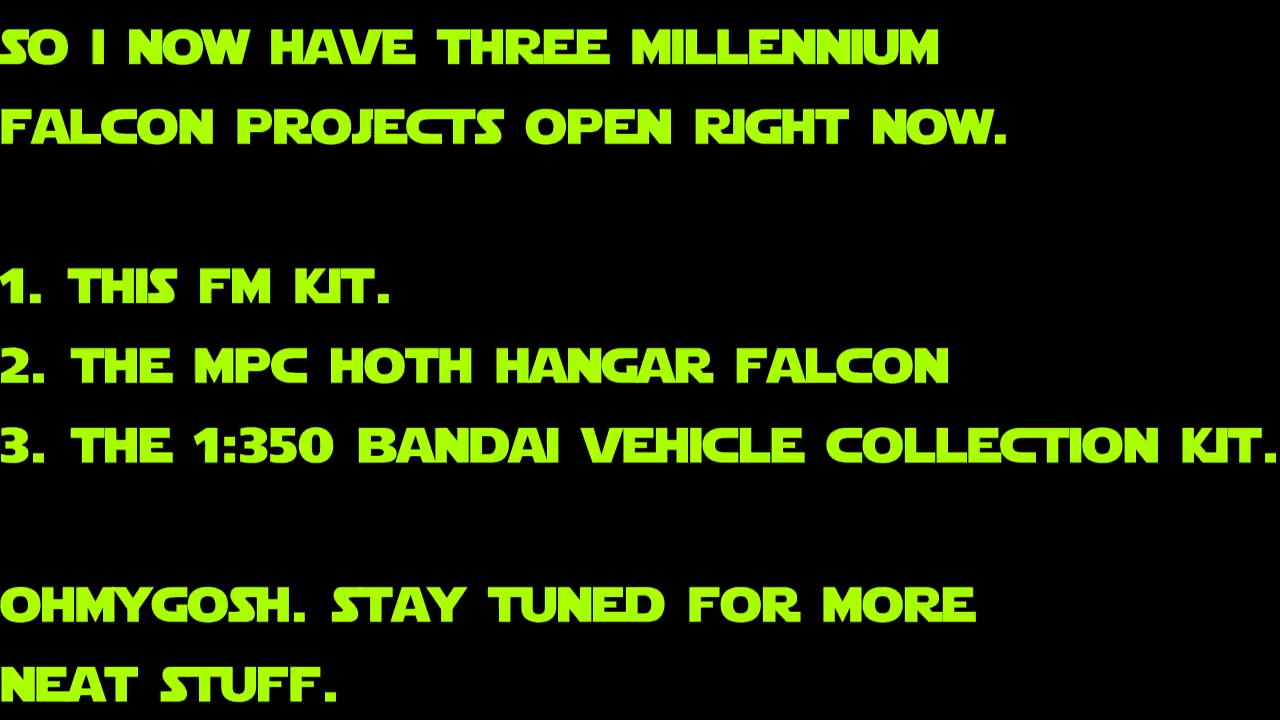 SO I NOW HAVE THREE MILLENNIUM
FALCON PROJECTS OPEN RIGHT NOW.
1. THIS FM KIT.
2. THE MPC HOTH HANGAR FALCON
3. THE 1:350 BANDAI VEHICLE COLLECTION KIT.
OHMYGOSH. STAY TUNED FOR MORE
NEAT STUFF.